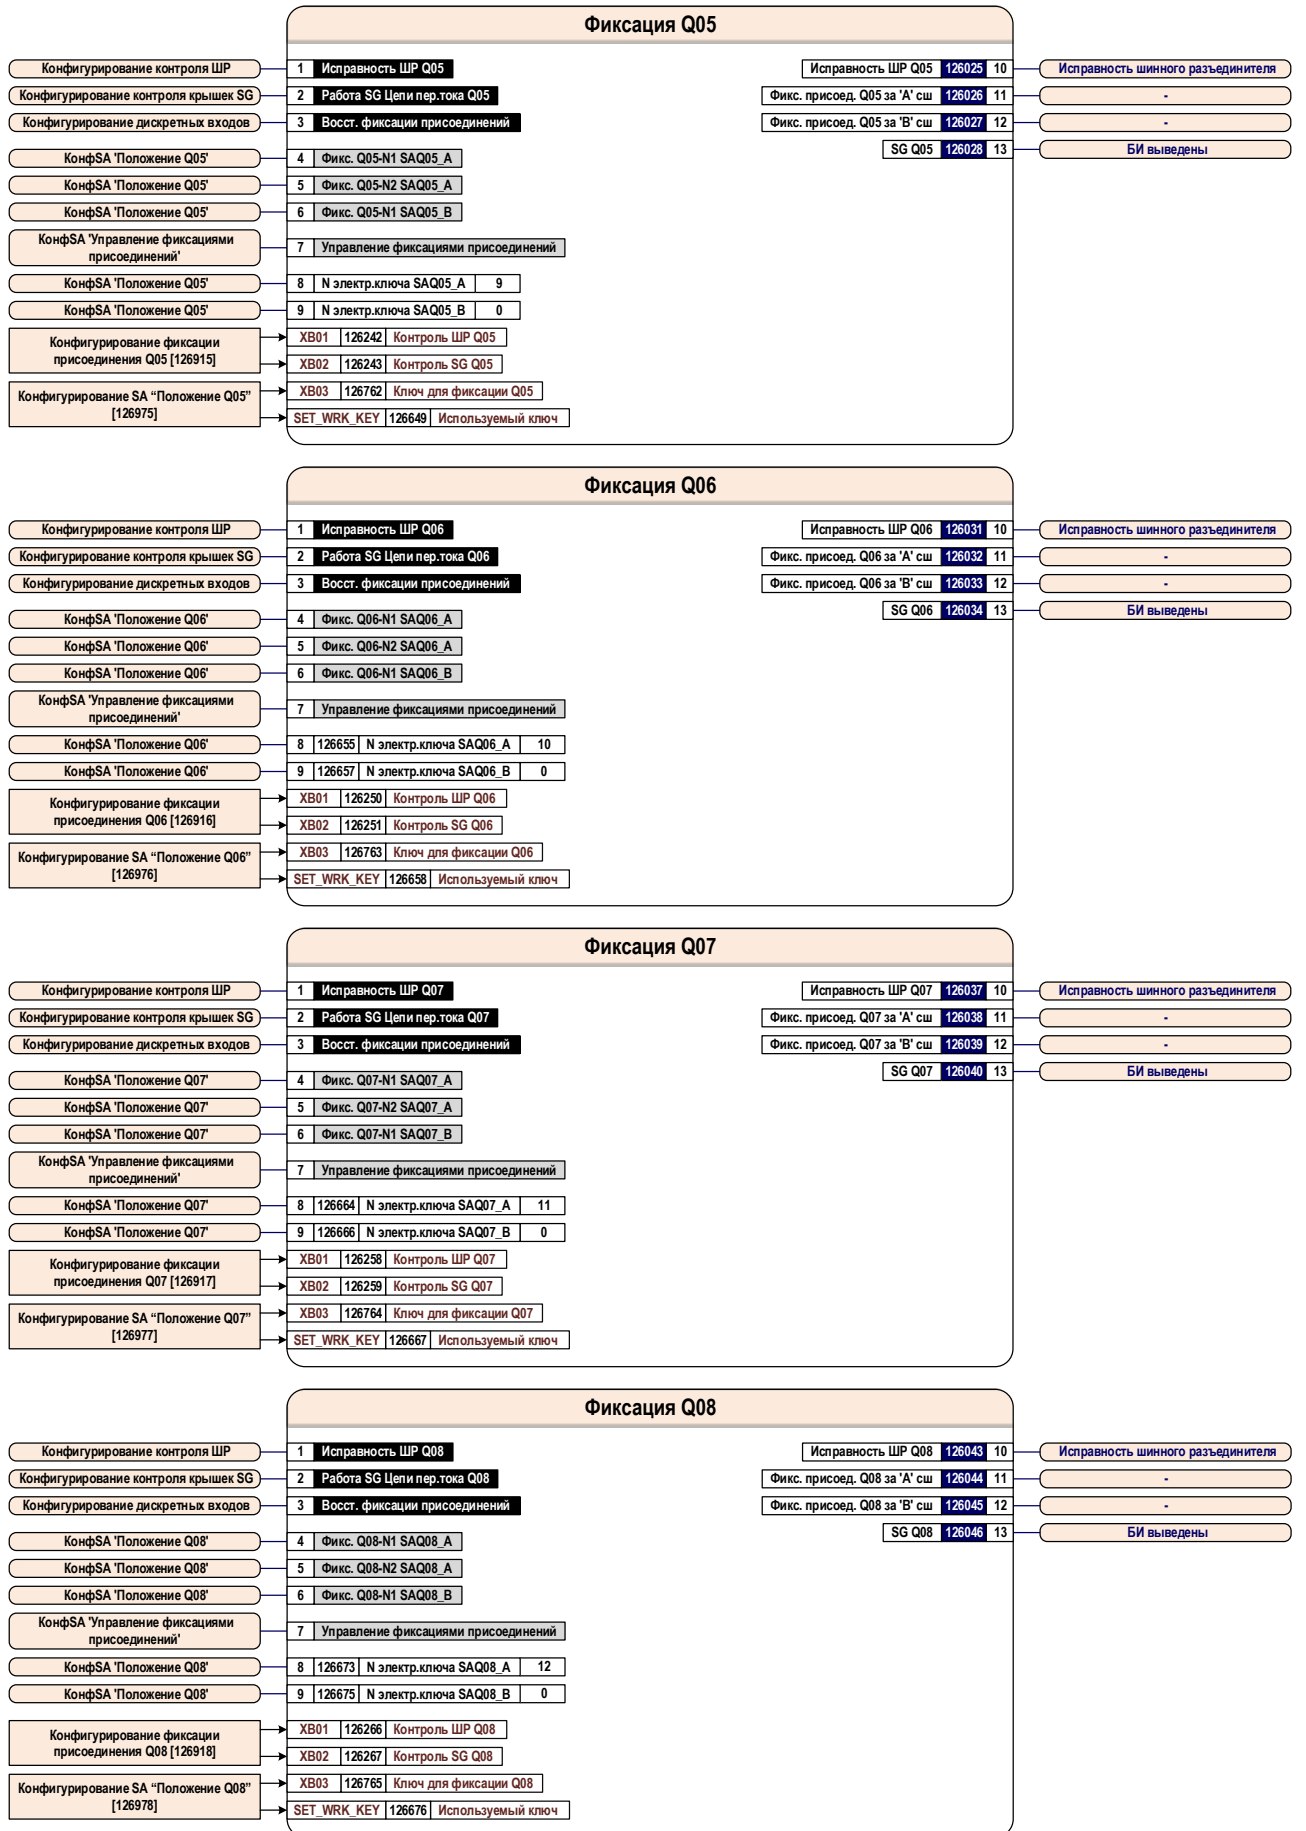 Фиксация Q05
Конфигурирование контроля ШР 1 Исправность ШР Q05 Исправность ШР Q05 126025 10 Исправность шинного разъединителя
Конфигурирование контроля крышек SG 2 Работа SG Цепи пер.тока Q05 Фикс. присоед. Q05 за 'А' сш 126026 11 -
Конфигурирование дискретных входов 3 Восст. фиксации присоединений Фикс. присоед. Q05 за 'В' сш 126027 12 -
SG Q05 126028 13 БИ выведены
КонфSA 'Положение Q05' 4 Фикс. Q05-N1 SAQ05_A
КонфSA 'Положение Q05' 5 Фикс. Q05-N2 SAQ05_A
КонфSA 'Положение Q05' 6 Фикс. Q05-N1 SAQ05_B
КонфSA 'Управление фиксациями
присоединений' 7 Управление фиксациями присоединений
КонфSA 'Положение Q05' 8 N электр.ключа SAQ05_A 9
КонфSA 'Положение Q05' 9 N электр.ключа SAQ05_B 0
Конфигурирование фиксации
присоединения Q05 [126915]
XB01 126242 Контроль ШР Q05
XB02 126243 Контроль SG Q05
Конфигурирование SA “Положение Q05”
[126975]
XB03 126762 Ключ для фиксации Q05
SET_WRK_KEY 126649 Используемый ключ
Фиксация Q06
Конфигурирование контроля ШР 1 Исправность ШР Q06 Исправность ШР Q06 126031 10 Исправность шинного разъединителя
Конфигурирование контроля крышек SG 2 Работа SG Цепи пер.тока Q06 Фикс. присоед. Q06 за 'А' сш 126032 11 -
Конфигурирование дискретных входов 3 Восст. фиксации присоединений Фикс. присоед. Q06 за 'В' сш 126033 12 -
SG Q06 126034 13 БИ выведены
КонфSA 'Положение Q06' 4 Фикс. Q06-N1 SAQ06_A
КонфSA 'Положение Q06' 5 Фикс. Q06-N2 SAQ06_A
КонфSA 'Положение Q06' 6 Фикс. Q06-N1 SAQ06_B
КонфSA 'Управление фиксациями
присоединений' 7 Управление фиксациями присоединений
КонфSA 'Положение Q06' 8 126655 N электр.ключа SAQ06_A 10
КонфSA 'Положение Q06' 9 126657 N электр.ключа SAQ06_B 0
Конфигурирование фиксации
присоединения Q06 [126916]
XB01 126250 Контроль ШР Q06
XB02 126251 Контроль SG Q06
Конфигурирование SA “Положение Q06”
[126976]
XB03 126763 Ключ для фиксации Q06
SET_WRK_KEY 126658 Используемый ключ
Фиксация Q07
Конфигурирование контроля ШР 1 Исправность ШР Q07 Исправность ШР Q07 126037 10 Исправность шинного разъединителя
Конфигурирование контроля крышек SG 2 Работа SG Цепи пер.тока Q07 Фикс. присоед. Q07 за 'А' сш 126038 11 -
Конфигурирование дискретных входов 3 Восст. фиксации присоединений Фикс. присоед. Q07 за 'В' сш 126039 12 -
SG Q07 126040 13 БИ выведены
КонфSA 'Положение Q07' 4 Фикс. Q07-N1 SAQ07_A
КонфSA 'Положение Q07' 5 Фикс. Q07-N2 SAQ07_A
КонфSA 'Положение Q07' 6 Фикс. Q07-N1 SAQ07_B
КонфSA 'Управление фиксациями
присоединений' 7 Управление фиксациями присоединений
КонфSA 'Положение Q07' 8 126664 N электр.ключа SAQ07_A 11
КонфSA 'Положение Q07' 9 126666 N электр.ключа SAQ07_B 0
Конфигурирование фиксации
присоединения Q07 [126917]
XB01 126258 Контроль ШР Q07
XB02 126259 Контроль SG Q07
Конфигурирование SA “Положение Q07”
[126977]
XB03 126764 Ключ для фиксации Q07
SET_WRK_KEY 126667 Используемый ключ
Фиксация Q08
Конфигурирование контроля ШР 1 Исправность ШР Q08 Исправность ШР Q08 126043 10 Исправность шинного разъединителя
Конфигурирование контроля крышек SG 2 Работа SG Цепи пер.тока Q08 Фикс. присоед. Q08 за 'А' сш 126044 11 -
Конфигурирование дискретных входов 3 Восст. фиксации присоединений Фикс. присоед. Q08 за 'В' сш 126045 12 -
SG Q08 126046 13 БИ выведены
КонфSA 'Положение Q08' 4 Фикс. Q08-N1 SAQ08_A
КонфSA 'Положение Q08' 5 Фикс. Q08-N2 SAQ08_A
КонфSA 'Положение Q08' 6 Фикс. Q08-N1 SAQ08_B
КонфSA 'Управление фиксациями
присоединений' 7 Управление фиксациями присоединений
КонфSA 'Положение Q08' 8 126673 N электр.ключа SAQ08_A 12
КонфSA 'Положение Q08' 9 126675 N электр.ключа SAQ08_B 0
Конфигурирование фиксации
присоединения Q08 [126918]
XB01 126266 Контроль ШР Q08
XB02 126267 Контроль SG Q08
Конфигурирование SA “Положение Q08”
[126978]
XB03 126765 Ключ для фиксации Q08
SET_WRK_KEY 126676 Используемый ключ